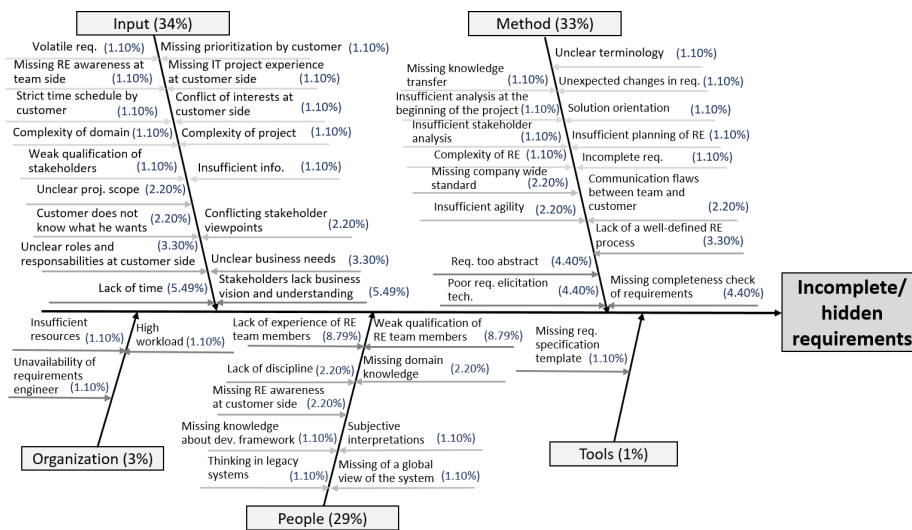 Input (34%)
Method (33%)
Volatile req. (1.10%)
Missing prioritization by customer (1.10%)
Missing RE awareness at
team side (1.10%)
Missing IT project experience
at customer side (1.10%)
Strict time schedule by
customer (1.10%)
Conflict of interests at
customer side (1.10%)
Complexity of domain (1.10%)
Complexity of project (1.10%)
Weak qualification of
stakeholders (1.10%)
Insufficient info. (1.10%)
Unclear proj. scope (2.20%)
Customer does not
know what he wants (2.20%)
Conflicting stakeholder
viewpoints (2.20%)
Unclear roles and (3.30%)
responsabilities at customer side
Unclear business needs (3.30%)
Lack of time (5.49%)
Stakeholders lack business
vision and understanding (5.49%)
Unclear terminology (1.10%)
Missing knowledge
transfer (1.10%)
Unexpected changes in req. (1.10%)
Insufficient analysis at the
beginning of the project (1.10%)
Solution orientation (1.10%)
Insufficient stakeholder
analysis (1.10%)
Insufficient planning of RE (1.10%)
Complexity of RE (1.10%)
Incomplete req. (1.10%)
Missing company wide
standard (2.20%)
Communication flaws
between team and
customer (2.20%)
Insufficient agility (2.20%)
Lack of a well-defined RE
process (3.30%)
Req. too abstract (4.40%)
Poor req. elicitation
tech. (4.40%)
Missing completeness check
of requirements (4.40%)
Incomplete/
hidden
requirements
Insufficient
resources (1.10%)
High
workload (1.10%)
Unavailability of
requirements
engineer (1.10%)
Organization (3%)
Lack of experience of RE
team members (8.79%)
Weak qualification of
RE team members (8.79%)
Lack of discipline (2.20%)
Missing domain
knowledge (2.20%)
Missing RE awareness
at customer side (2.20%)
Missing knowledge
about dev. framework (1.10%)
Subjective
interpretations (1.10%)
Thinking in legacy
systems (1.10%)
Missing of a global
view of the system (1.10%)
People (29%)
Missing req.
specification
template (1.10%)
Tools (1%)